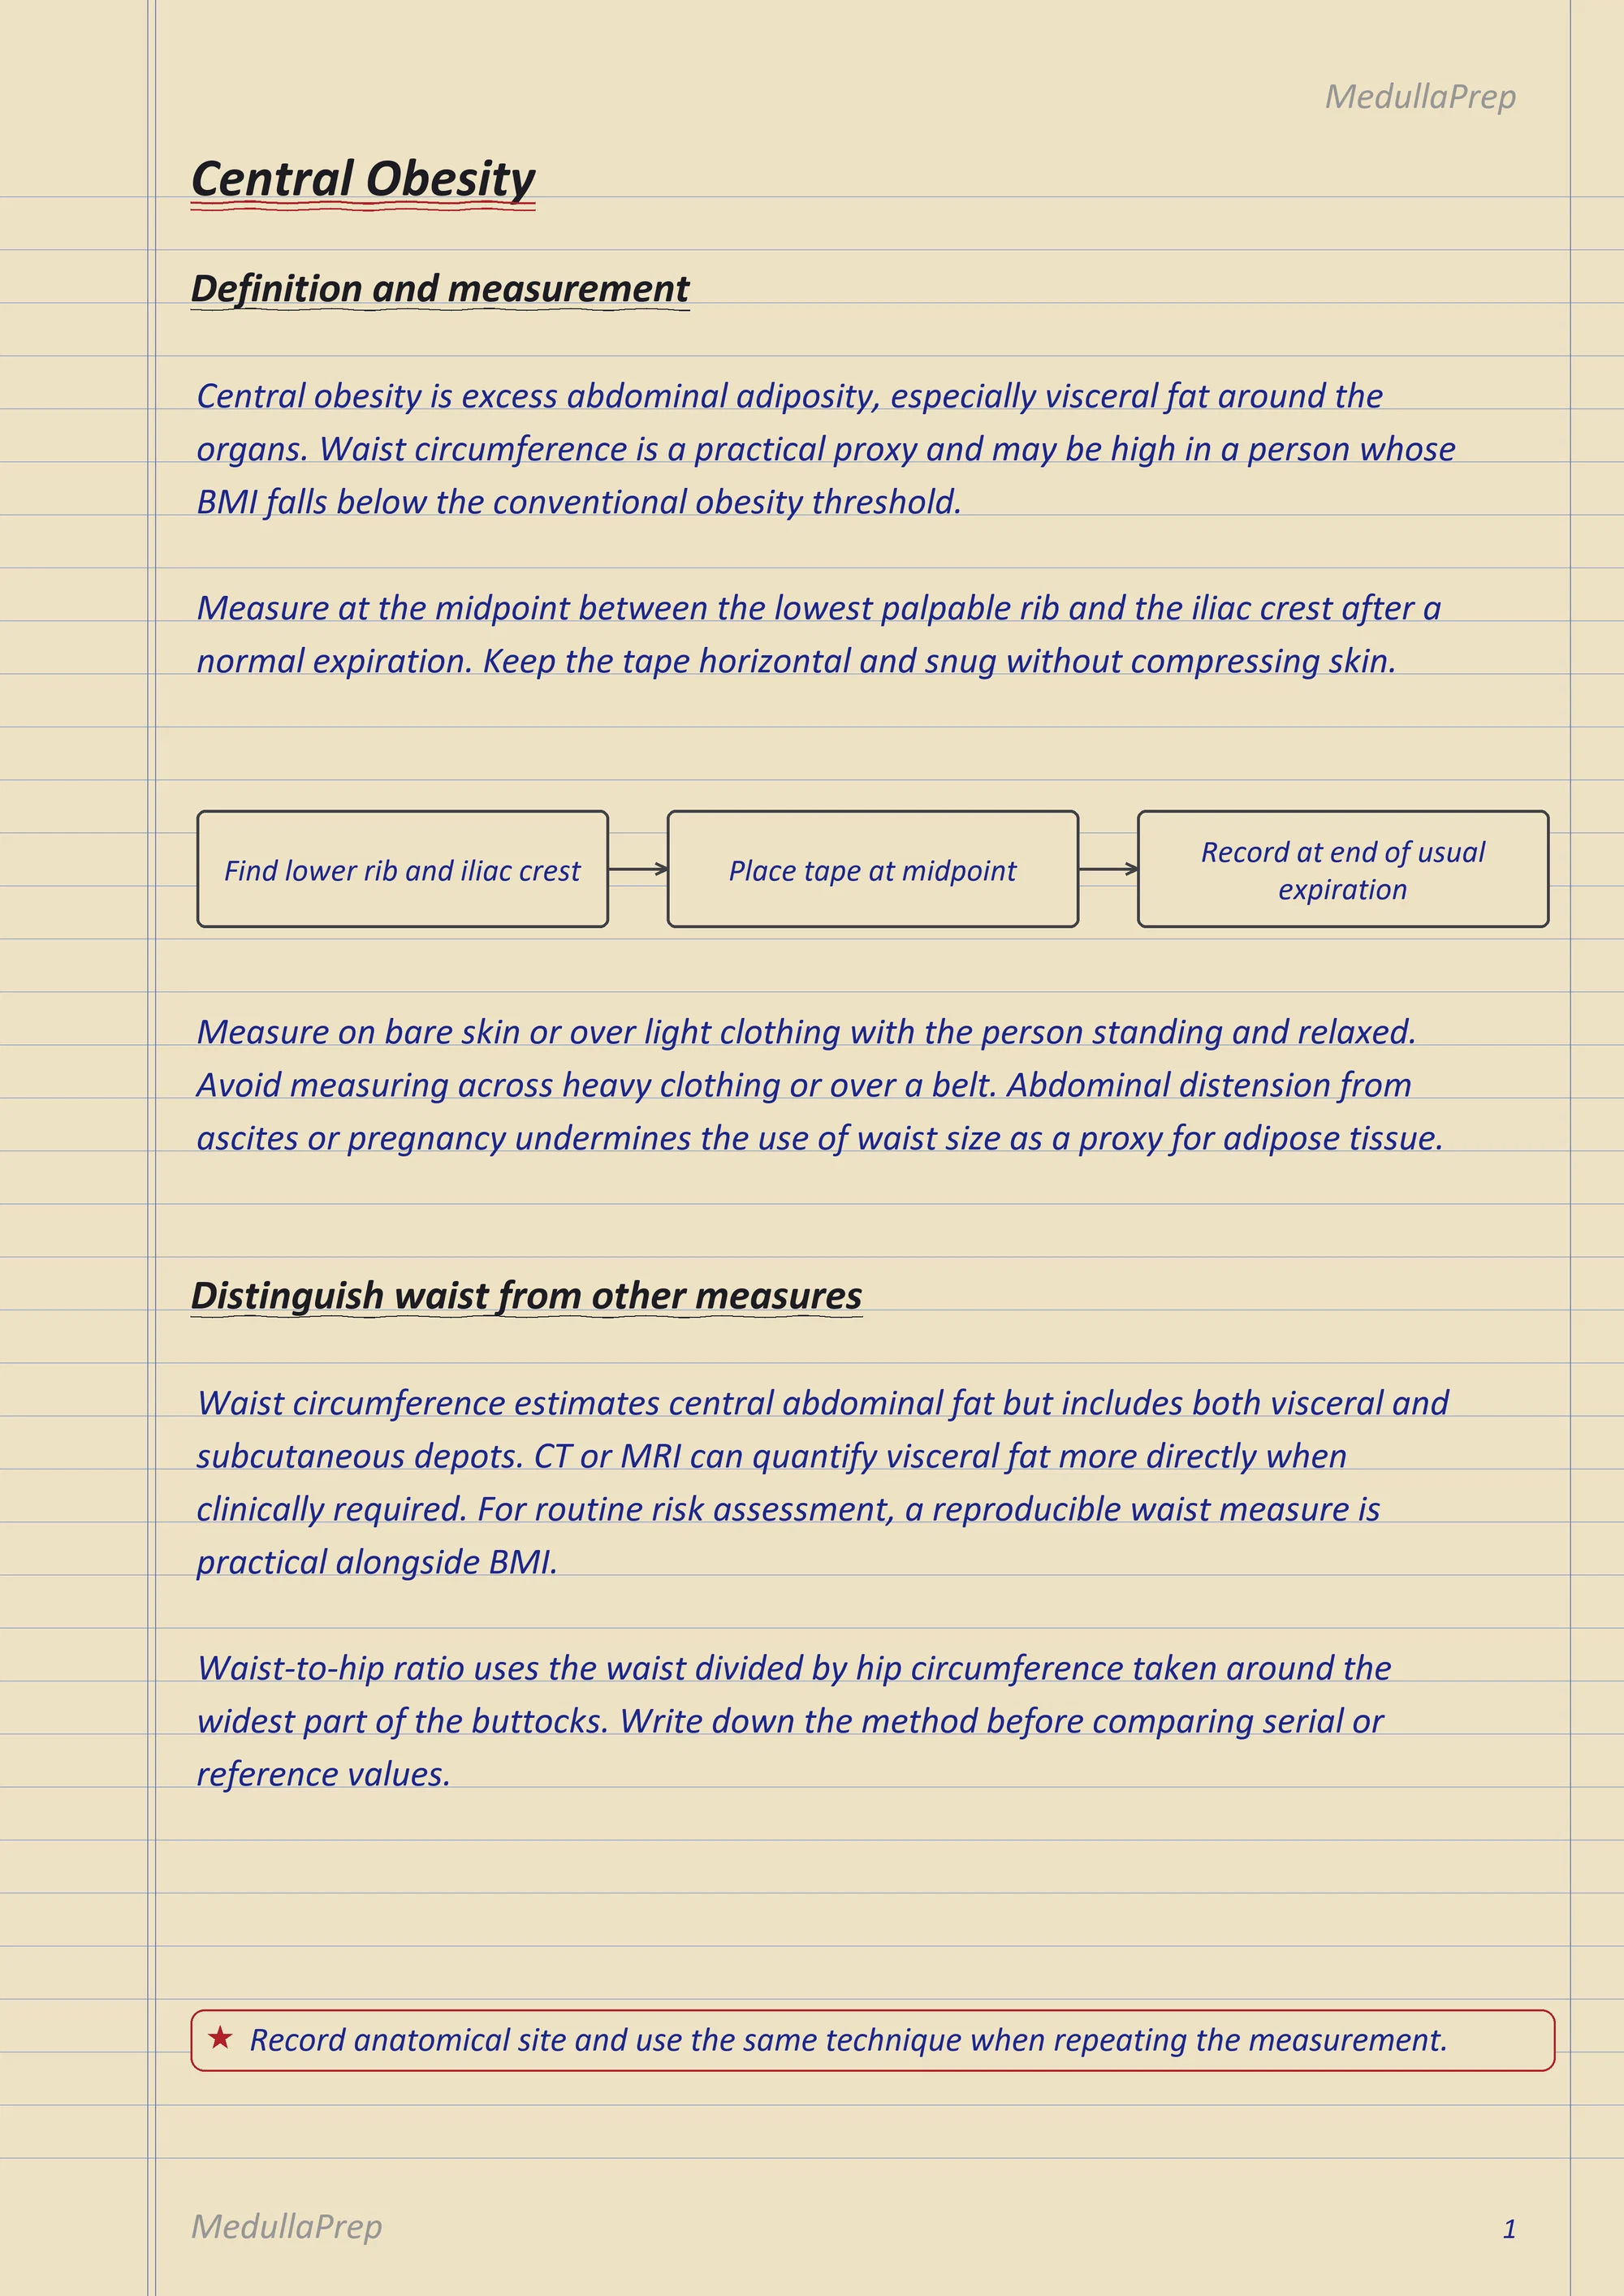 MedullaPrep
Central Obesity
Definition and measurement
Central obesity is excess abdominal adiposity, especially visceral fat around the
organs. Waist circumference is a practical proxy and may be high in a person whose
BMI falls below the conventional obesity threshold.
Measure at the midpoint between the lowest palpable rib and the iliac crest after a
normal expiration. Keep the tape horizontal and snug without compressing skin.
Find lower rib and iliac crest
Place tape at midpoint
Record at end of usual
expiration
Measure on bare skin or over light clothing with the person standing and relaxed.
Avoid measuring across heavy clothing or over a belt. Abdominal distension from
ascites or pregnancy undermines the use of waist size as a proxy for adipose tissue.
Distinguish waist from other measures
Waist circumference estimates central abdominal fat but includes both visceral and
subcutaneous depots. CT or MRI can quantify visceral fat more directly when
clinically required. For routine risk assessment, a reproducible waist measure is
practical alongside BMI.
Waist-to-hip ratio uses the waist divided by hip circumference taken around the
widest part of the buttocks. Write down the method before comparing serial or
reference values.
★ Record anatomical site and use the same technique when repeating the measurement.
MedullaPrep
1